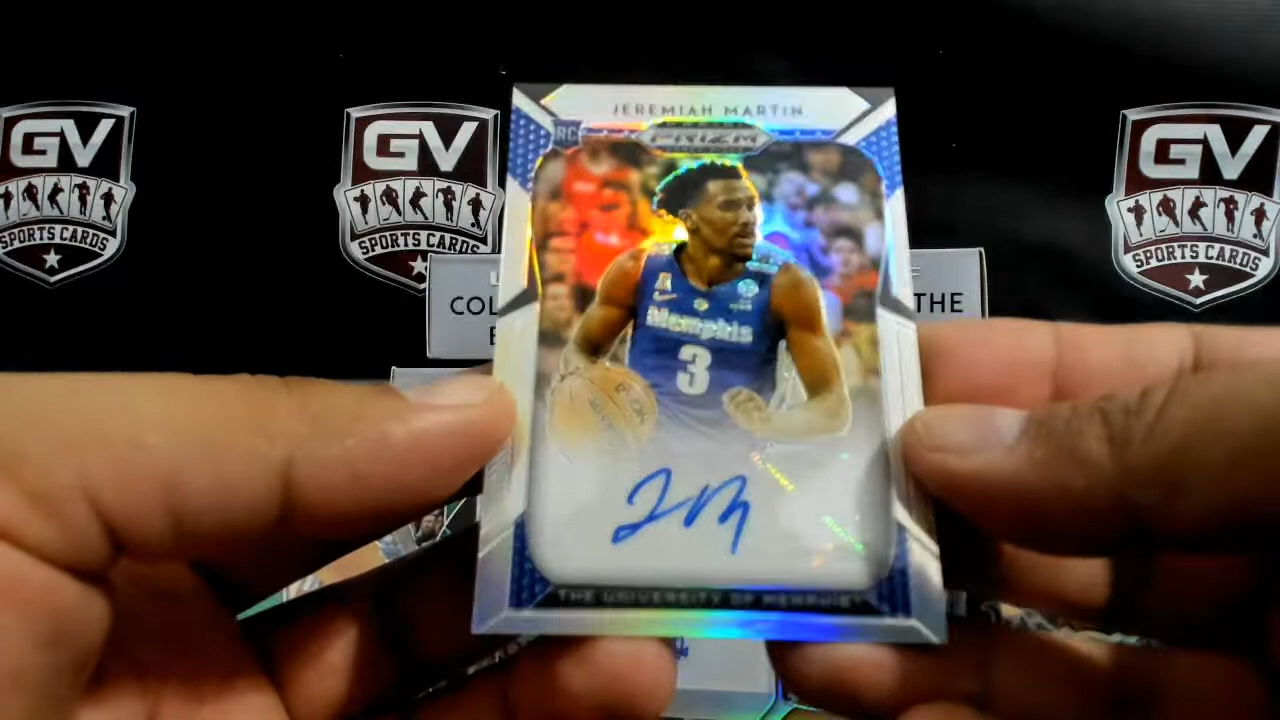 GV
SPORTS CARDS
GV
SPORTS CARDS
GV
SPORTS CARDS
COL
THE
JEREMIAH MARTIN
RC
PRIZM
Memphis
3
JM
THE UNIVERSITY OF MEMPHIS